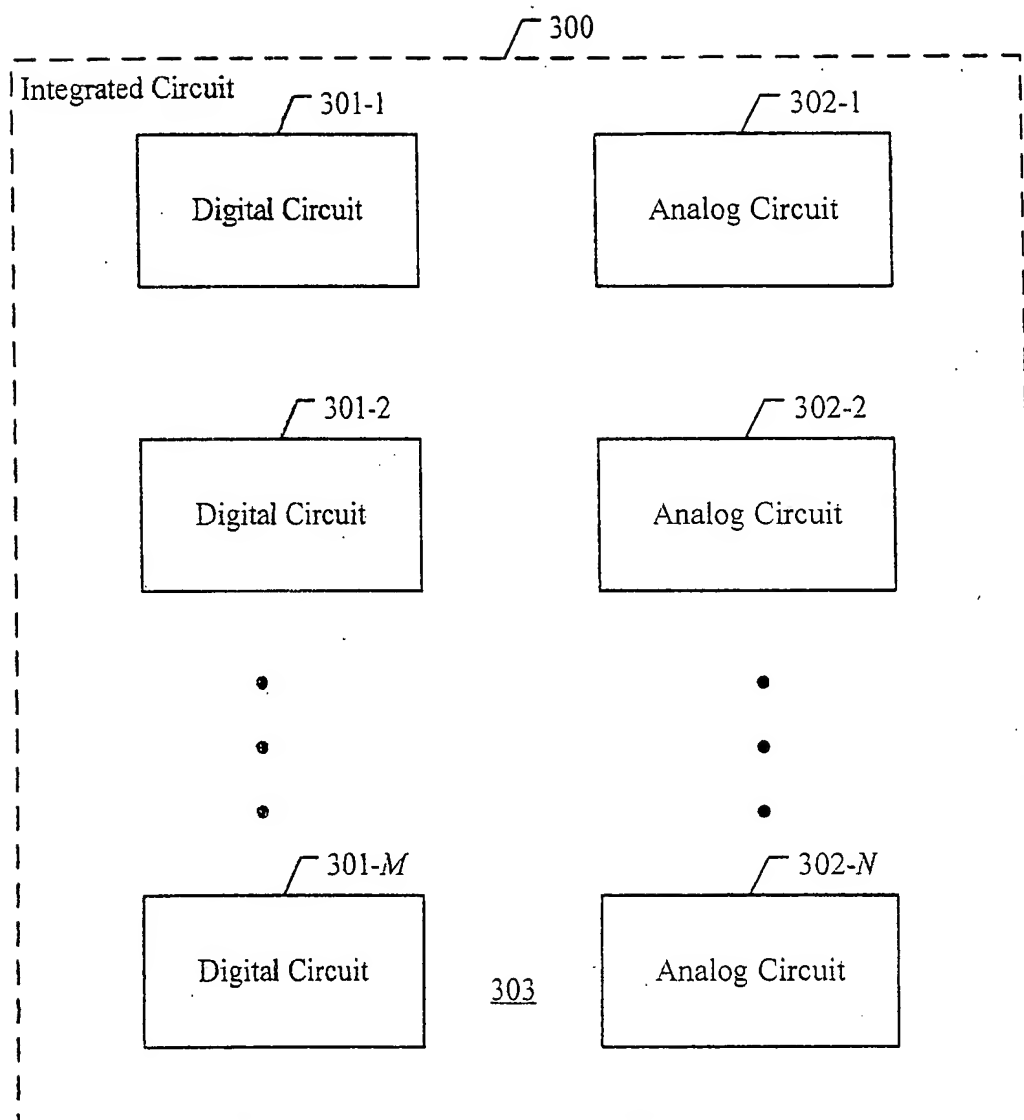 300
Integrated Circuit
301-1
302-1
Digital Circuit
Analog Circuit
301-2
302-2
Digital Circuit
Analog Circuit
301-M
302-N
Digital Circuit
Analog Circuit
303